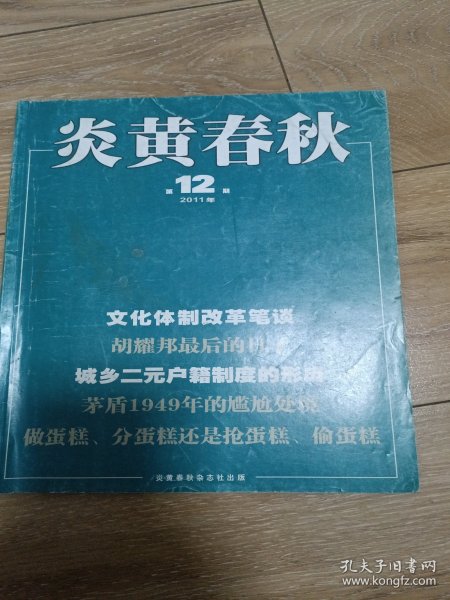 炎黄春秋
第12期
2011年
文化体制改革笔谈
胡耀邦最后的
城乡二元户籍制度的形成
茅盾1949年的尴尬处境
做蛋糕、分蛋糕还是抢蛋糕、偷蛋糕
炎黄春秋杂志社出版
孔夫子旧书网
www.kongfz.com